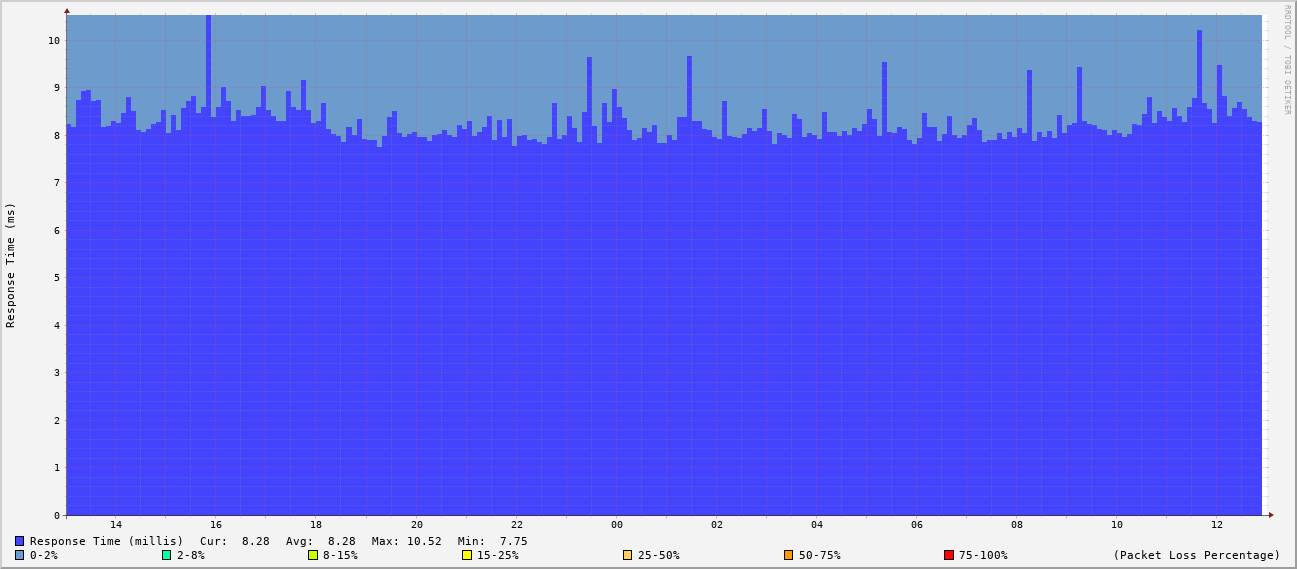 RRDTOOL / TOBI OETIKER
Response Time (ms)
10
9
8
7
6
5
4
3
2
1
0
14 16 18 20 22 00 02 04 06 08 10 12
Response Time (millis) Cur: 8.28 Avg: 8.28 Max: 10.52 Min: 7.75
0-2% 2-8% 8-15% 15-25% 25-50% 50-75% 75-100% (Packet Loss Percentage)